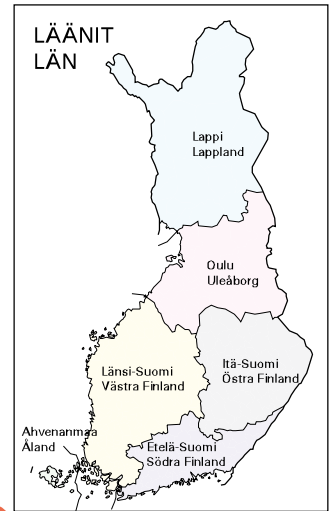 LÄÄNIT
LÄN
Lappi
Lappland
Oulu
Uleåborg
Länsi-Suomi
Västra Finland
Itä-Suomi
Östra Finland
Ahvenanmaa
Åland
Etelä-Suomi
Södra Finland